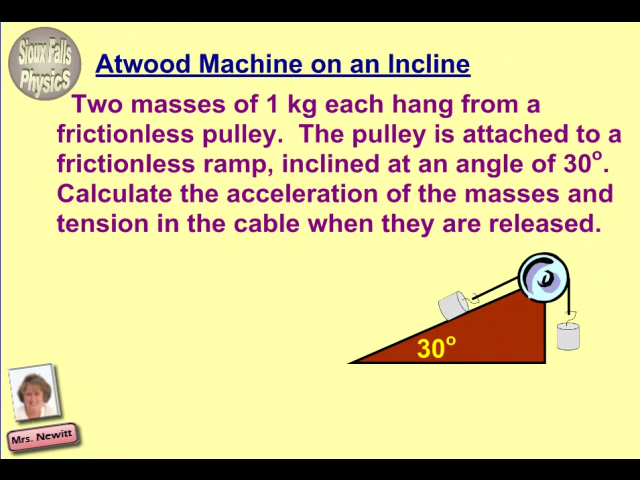 Sioux Falls
Physics
Atwood Machine on an Incline
Two masses of 1 kg each hang from a
frictionless pulley. The pulley is attached to a
frictionless ramp, inclined at an angle of 30º.
Calculate the acceleration of the masses and
tension in the cable when they are released.
30º
Mrs. Newitt